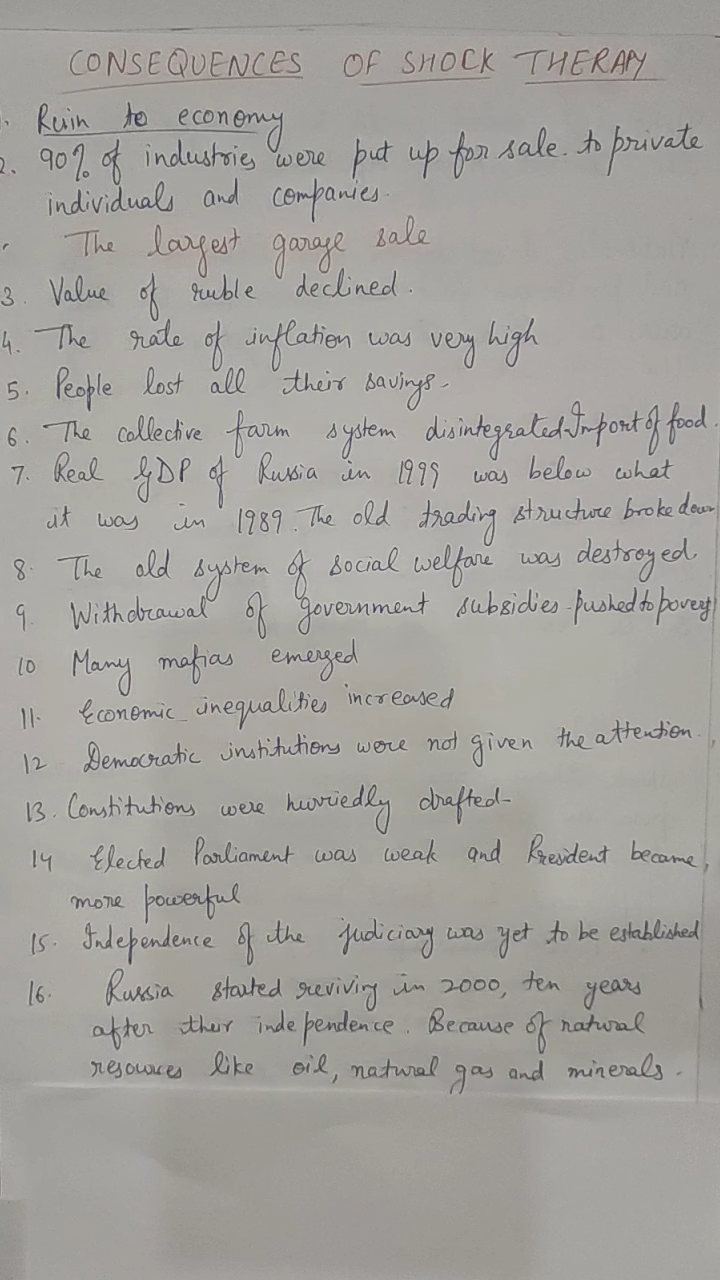 CONSEQUENCES OF SHOCK THERAPY
1. Ruin to economy
2. 90% of industries were put up for sale. to private
individuals and companies.
The largest garage sale
3. Value of ruble declined.
4. The rate of inflation was very high
5. People lost all their savings.
6. The collective farm system disintegrated-Import of food.
7. Real GDP of Russia in 1999 was below what
it was in 1989. The old trading structure broke down
8. The old system of social welfare was destroyed.
9. Withdrawal of government subsidies-pushed to povery
10 Many mafias emerged
11. Economic inequalities increased
12 Democratic institutions were not given the attention.
13. Constitutions were hurriedly drafted-
14 Elected Parliament was weak and President became,
more powerful
15. Independence of the judiciary was yet to be established
16. Russia started reviving in 2000, ten years
after their independence. Because of natural
resources like oil, natural gas and minerals.